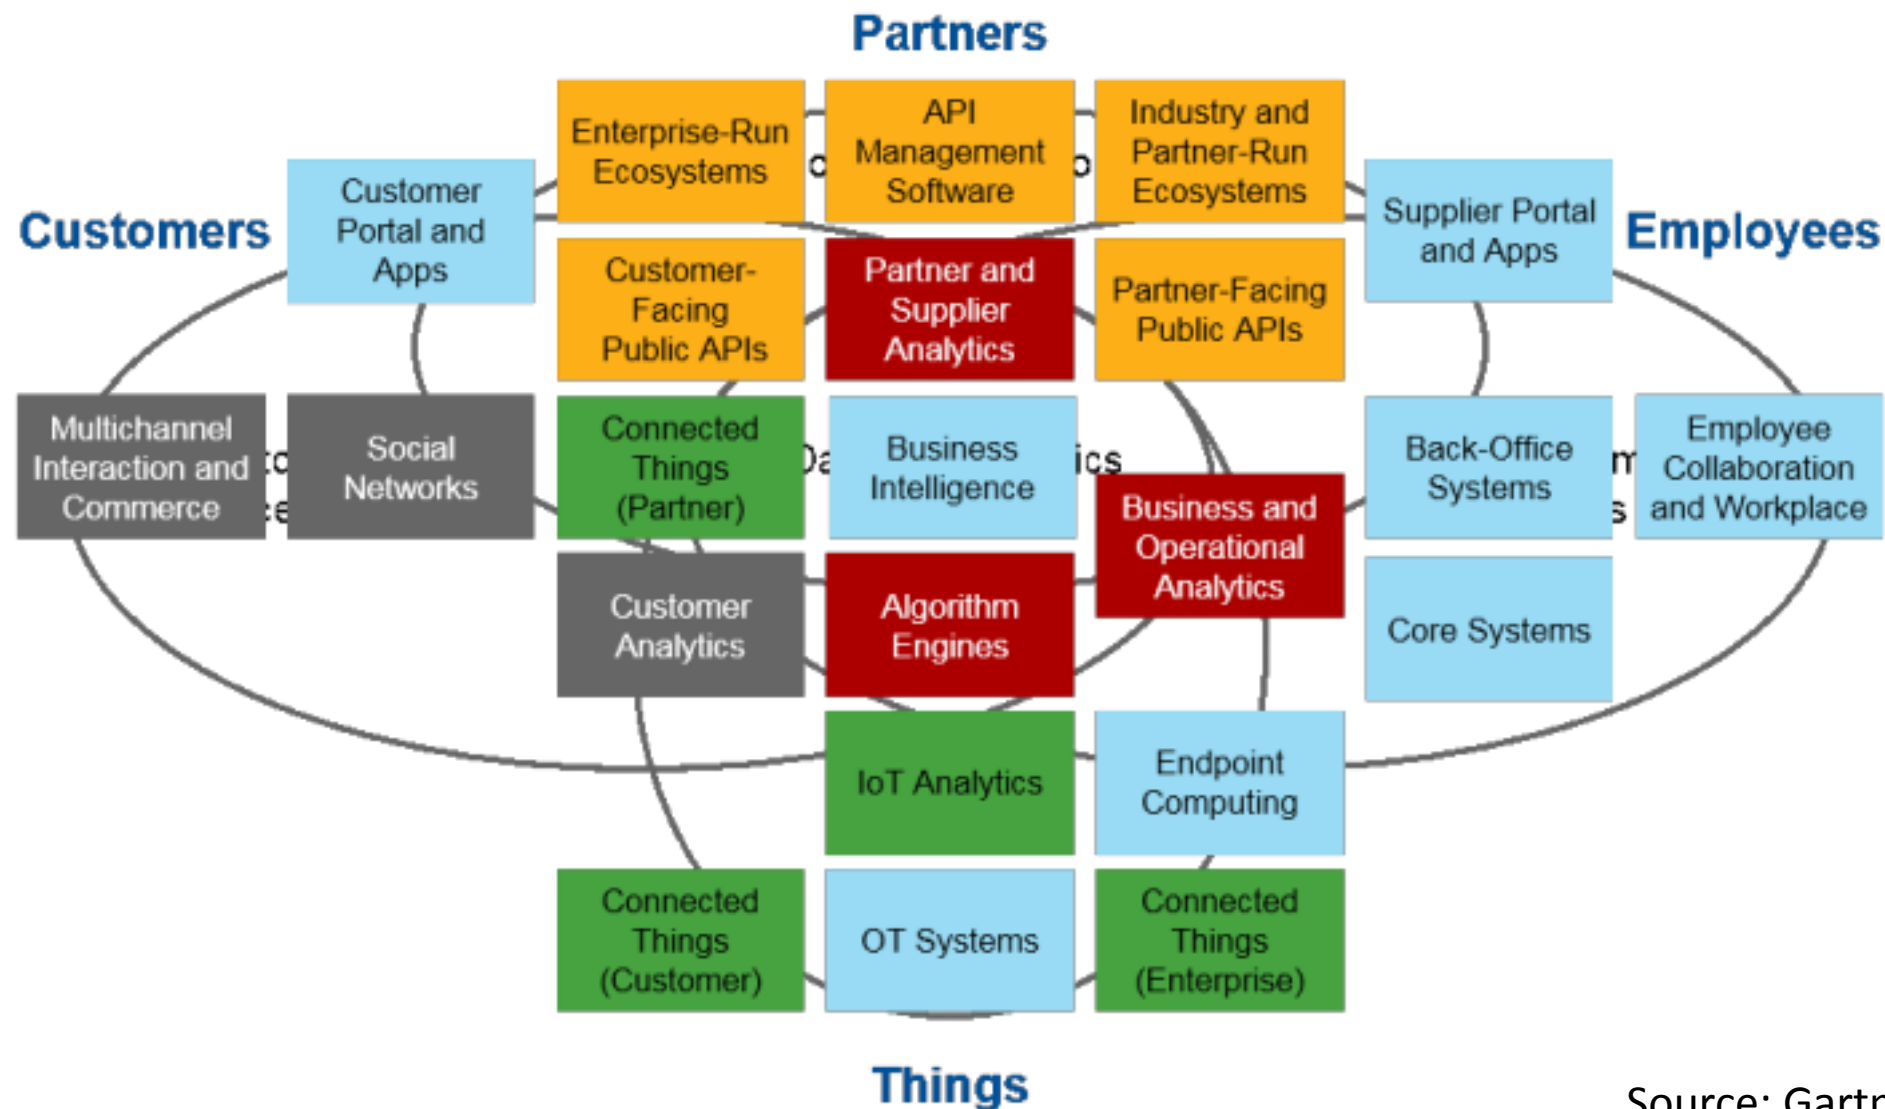 Partners
Enterprise-Run
Ecosystems
API
Management
Software
Industry and
Partner-Run
Ecosystems
Customers
Customer
Portal and
Apps
Supplier Portal
and Apps
Employees
Customer-
Facing
Public APIs
Partner and
Supplier
Analytics
Partner-Facing
Public APIs
Multichannel
Interaction and
Commerce
Social
Networks
Connected
Things
(Partner)
Business
Intelligence
Business and
Operational
Analytics
Back-Office
Systems
Employee
Collaboration
and Workplace
Customer
Analytics
Algorithm
Engines
Core Systems
IoT Analytics
Endpoint
Computing
Connected
Things
(Customer)
OT Systems
Connected
Things
(Enterprise)
Things
Source: